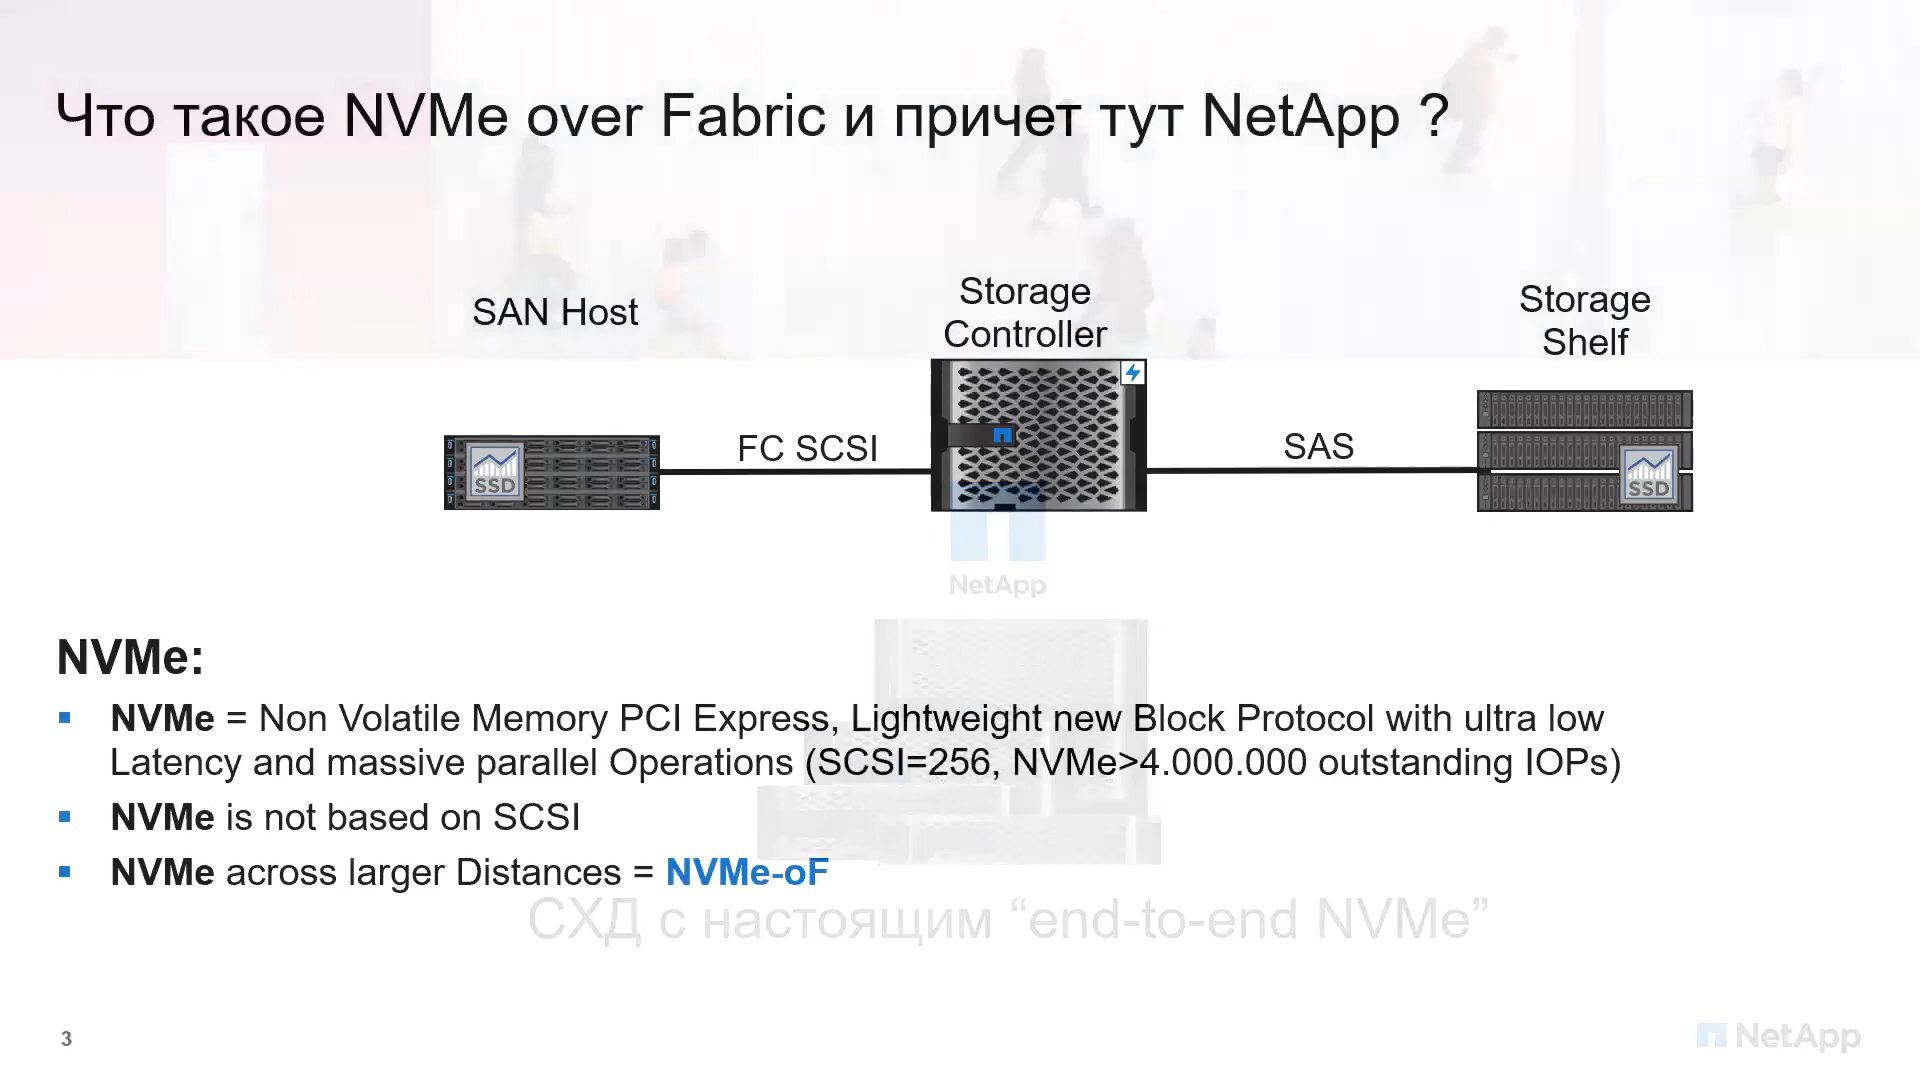 Что такое NVMe over Fabric и причет тут NetApp ?
SAN Host
Storage
Controller
Storage
Shelf
FC SCSI
SAS
SSD
SSD
NetApp
NVMe:
NVMe = Non Volatile Memory PCI Express, Lightweight new Block Protocol with ultra low
Latency and massive parallel Operations (SCSI=256, NVMe>4.000.000 outstanding IOPs)
NVMe is not based on SCSI
NVMe across larger Distances = NVMe-oF
СХД с настоящим “end-to-end NVMe”
3
NetApp